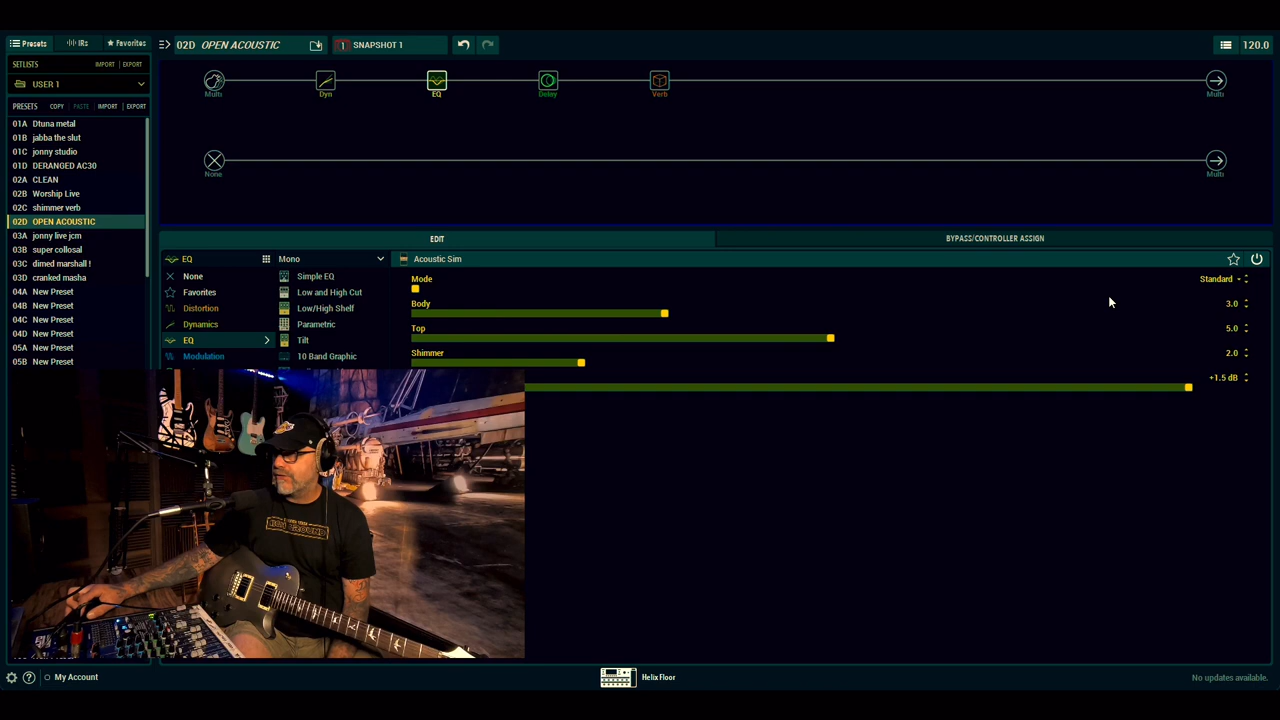 Presets IRs Favorites 02D OPEN ACOUSTIC 1 SNAPSHOT 1 120.0
SETLISTS IMPORT EXPORT
USER 1
PRESETS COPY PASTE IMPORT EXPORT
01A Dtuna metal
01B jabba the slut
01C jonny studio
01D DERANGED AC30
02A CLEAN
02B Worship Live
02C shimmer verb
02D OPEN ACOUSTIC
03A jonny live jcm
03B super collosal
03C dimed marshall !
03D cranked masha
04A New Preset
04B New Preset
04C New Preset
04D New Preset
05A New Preset
05B New Preset
Multi Dyn EQ Delay Verb Multi
None Multi
EDIT BYPASS/CONTROLLER ASSIGN
EQ Mono Acoustic Sim
None
Favorites
Distortion
Dynamics
EQ
Modulation
Simple EQ
Low and High Cut
Low/High Shelf
Parametric
Tilt
10 Band Graphic
Mode Standard
Body 3.0
Top 5.0
Shimmer 2.0
+1.5 dB
? My Account Helix Floor No updates available.